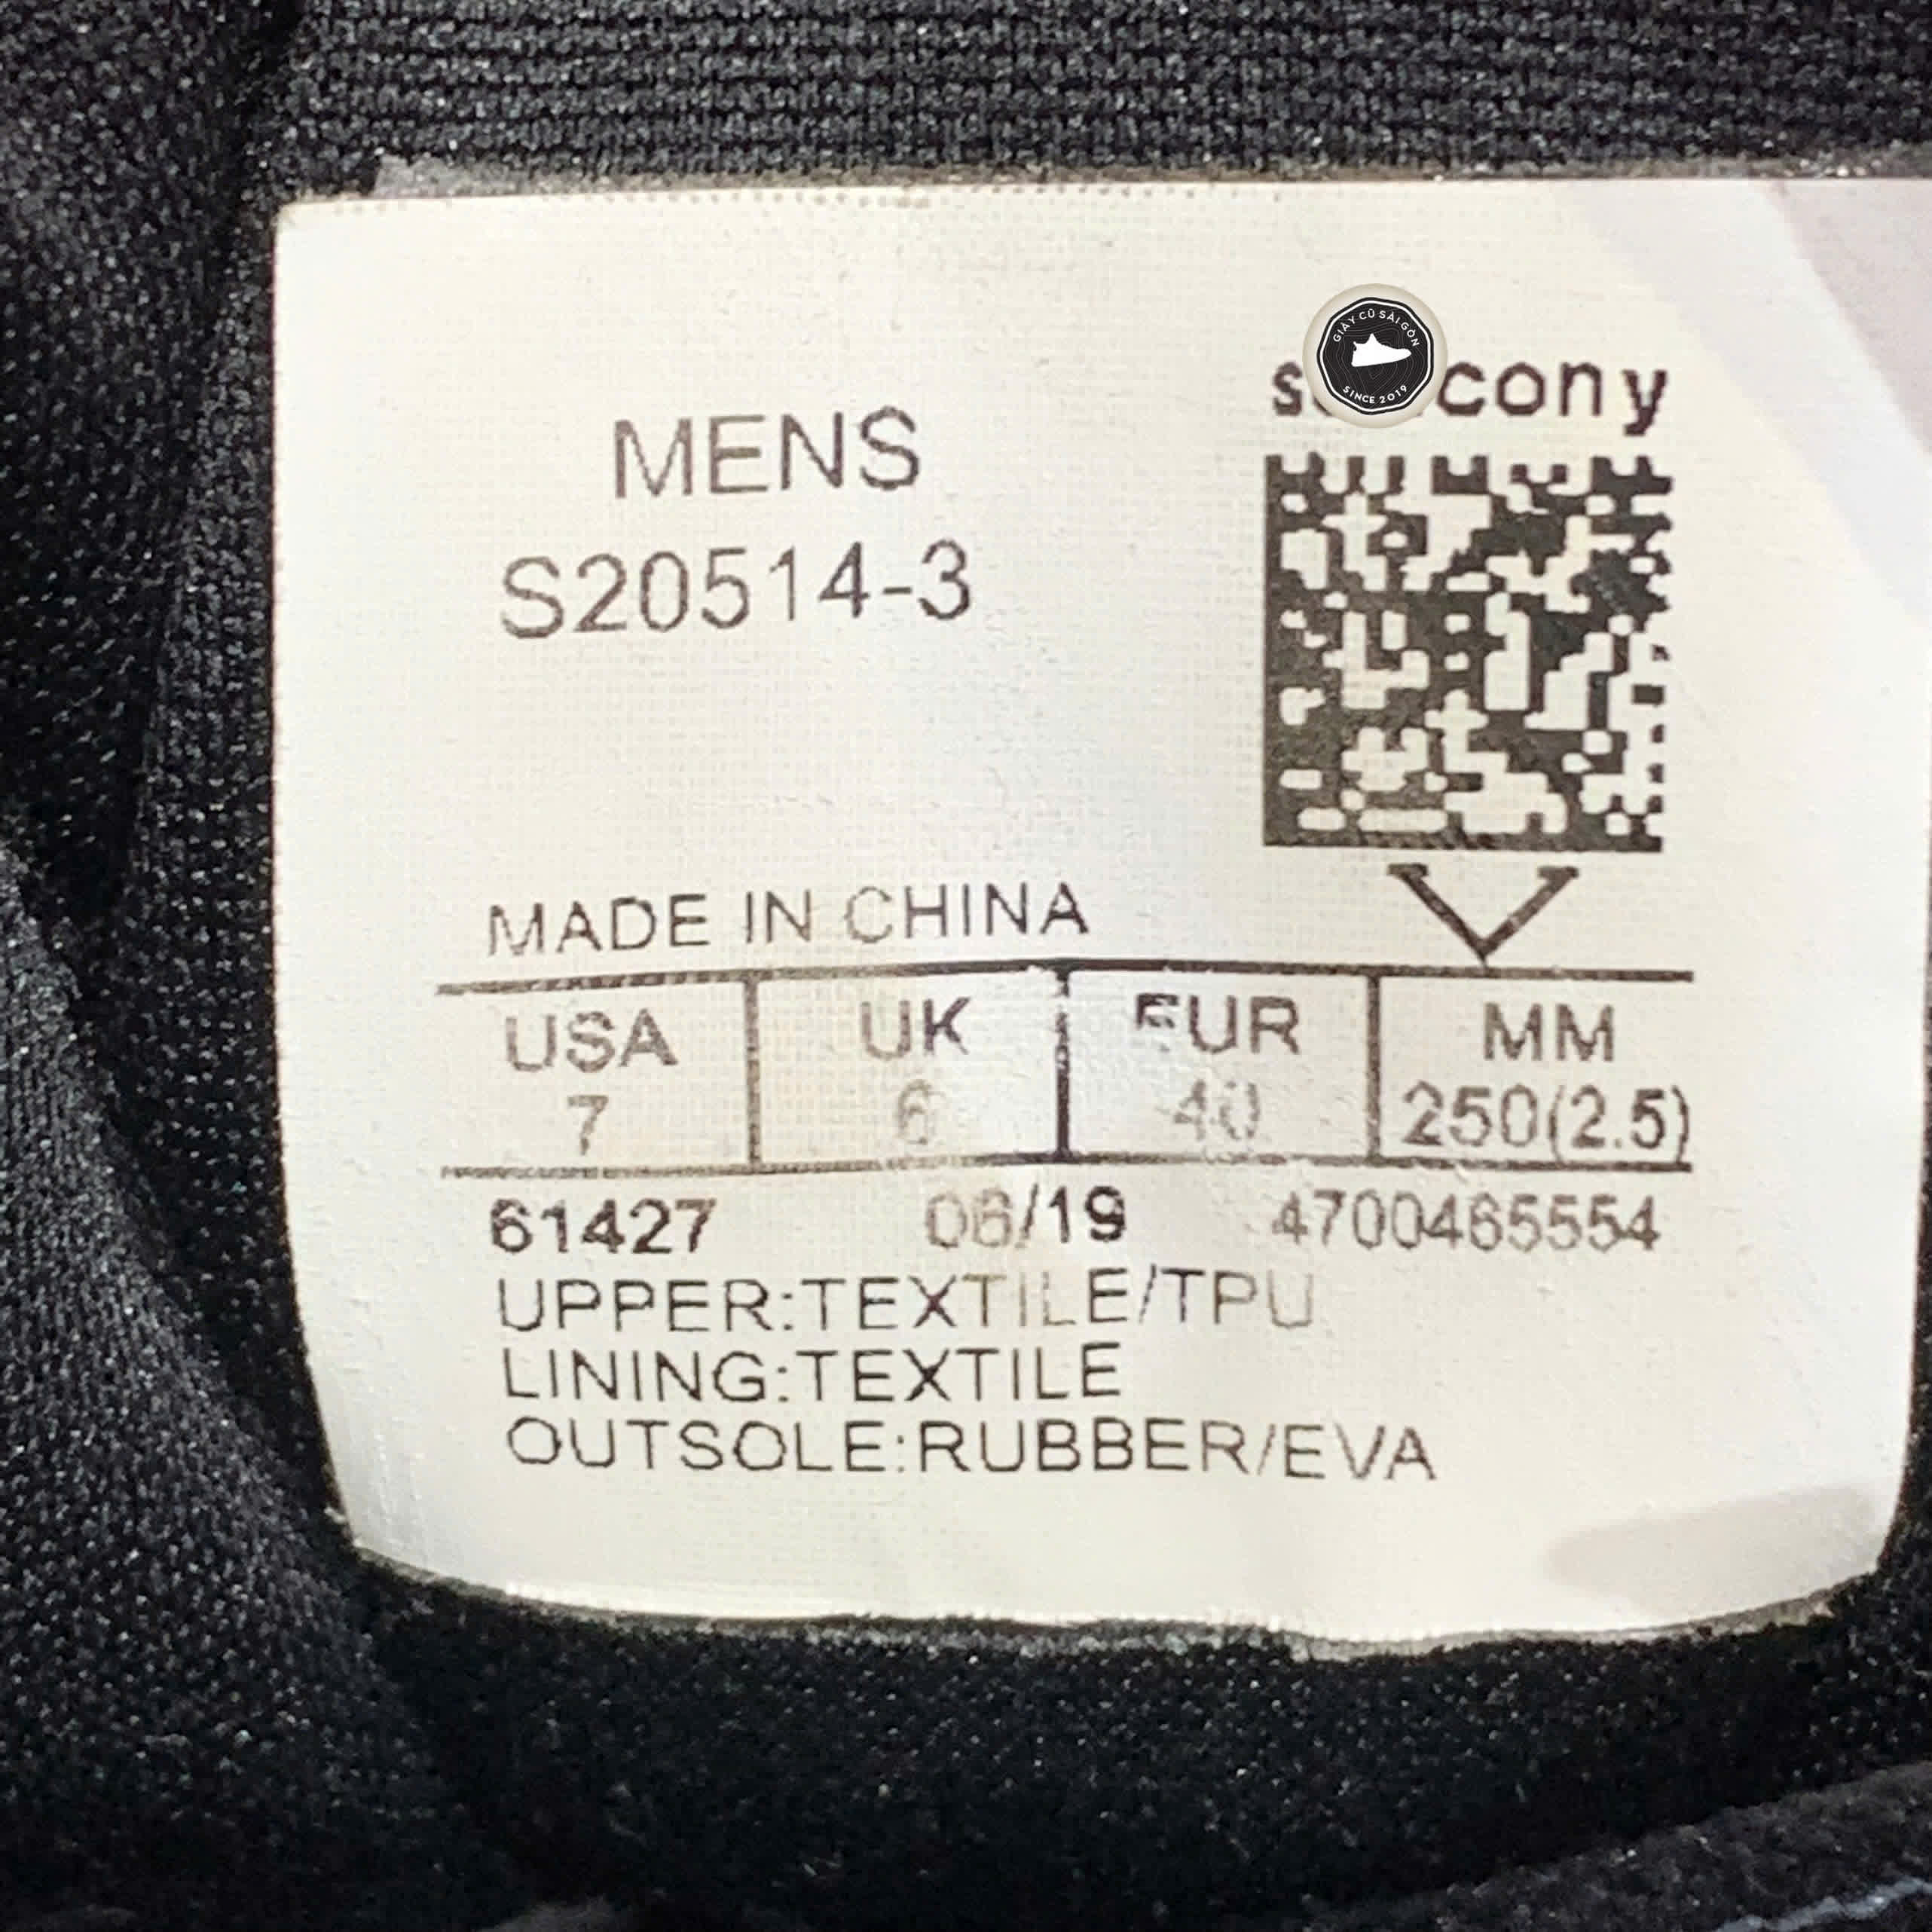 GIÀY CŨ SÀI GÒN
SINCE 2019
MENS
S20514-3
MADE IN CHINA
USA UK EUR MM
7 6 40 250(2.5)
61427 06/19 4700465554
UPPER:TEXTILE/TPU
LINING:TEXTILE
OUTSOLE:RUBBER/EVA